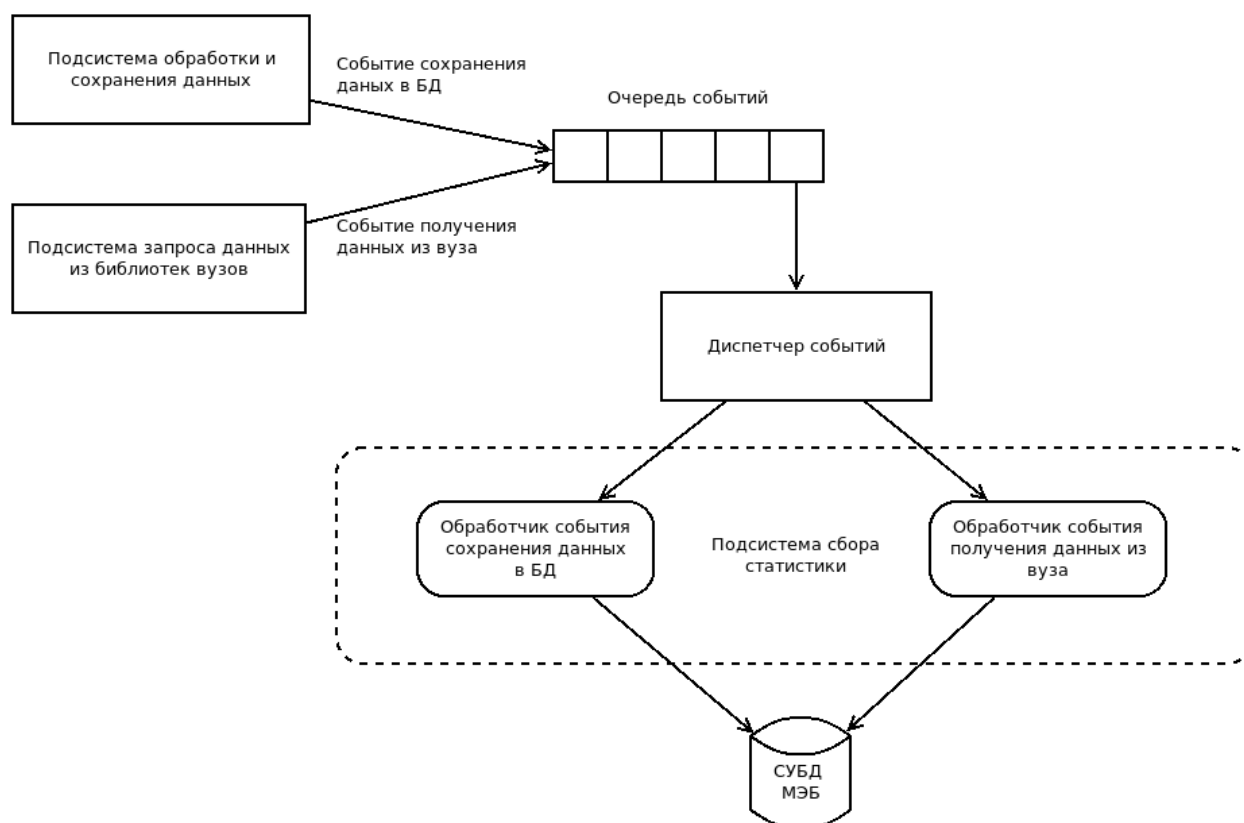 Подсистема обработки и
сохранения данных
Событие сохранения
даных в БД
Очередь событий
Подсистема запроса данных
из библиотек вузов
Событие получения
данных из вуза
Диспетчер событий
Обработчик события
сохранения данных
в БД
Подсистема сбора
статистики
Обработчик события
получения данных из
вуза
СУБД
МЭБ